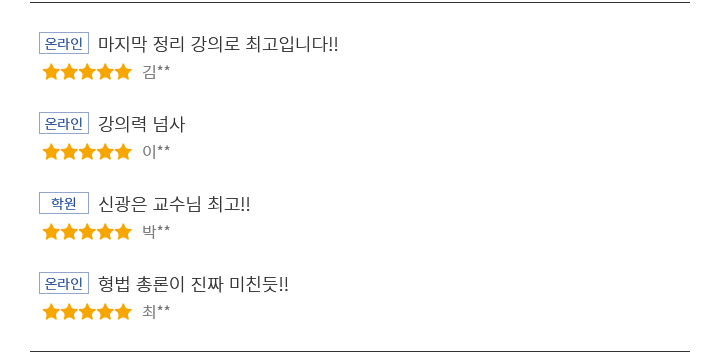 온라인 마지막 정리 강의로 최고입니다!!
김**
온라인 강의력 넘사
이**
학원 신광은 교수님 최고!!
박**
온라인 형법 총론이 진짜 미친듯!!
최**